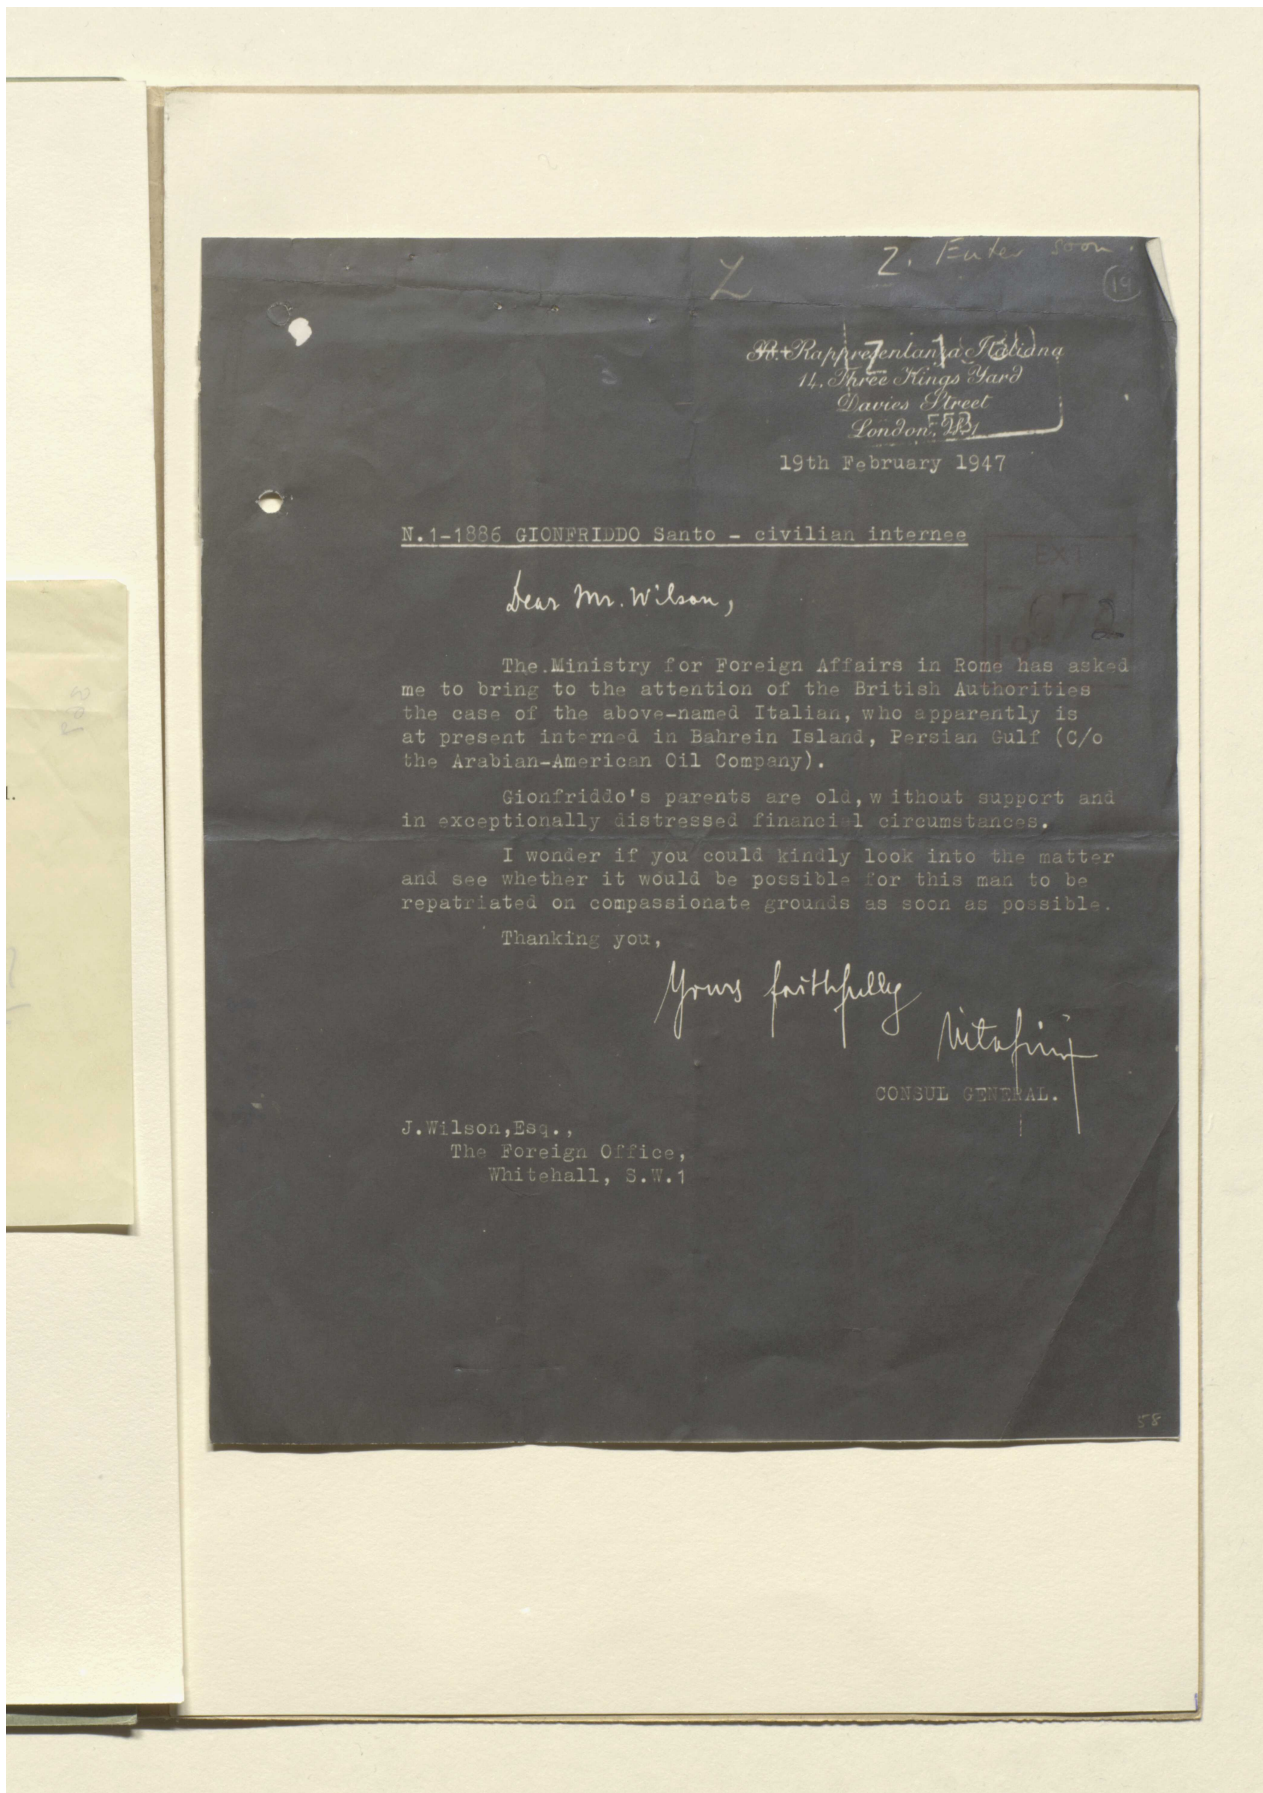 Z
Z. Enter soon.
19
Rappresentanza Italiana
14, Three Kings Yard
Davies Street
London, W.1
19th February 1947
N.1-1886 GIONFRIDDO Santo - civilian internee
EXT
Dear Mr. Wilson,
The Ministry for Foreign Affairs in Rome has asked
me to bring to the attention of the British Authorities
the case of the above-named Italian, who apparently is
at present interned in Bahrein Island, Persian Gulf (C/o
the Arabian-American Oil Company).
Gionfriddo's parents are old,w ithout support and
in exceptionally distressed financial circumstances.
I wonder if you could kindly look into the matter
and see whether it would be possible for this man to be
repatriated on compassionate grounds as soon as possible.
Thanking you,
Yours faithfully
CONSUL GENERAL.
J.Wilson,Esq.,
The Foreign Office,
Whitehall, S.W.1
58